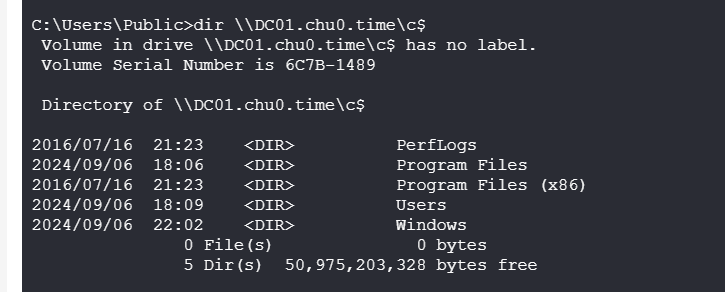 C:\Users\Public>dir \\DC01.chu0.time\c$
 Volume in drive \\DC01.chu0.time\c$ has no label.
 Volume Serial Number is 6C7B-1489
 Directory of \\DC01.chu0.time\c$
2016/07/16  21:23    <DIR>          PerfLogs
2024/09/06  18:06    <DIR>          Program Files
2016/07/16  21:23    <DIR>          Program Files (x86)
2024/09/06  18:09    <DIR>          Users
2024/09/06  22:02    <DIR>          Windows
               0 File(s)              0 bytes
               5 Dir(s)  50,975,203,328 bytes free